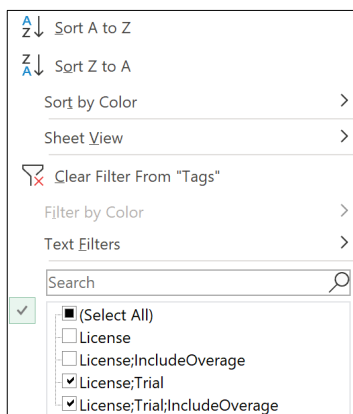 Sort A to Z
Sort Z to A
Sort by Color
Sheet View
Clear Filter From "Tags"
Filter by Color
Text Filters
Search
(Select All)
License
License;IncludeOverage
License;Trial
License;Trial;IncludeOverage